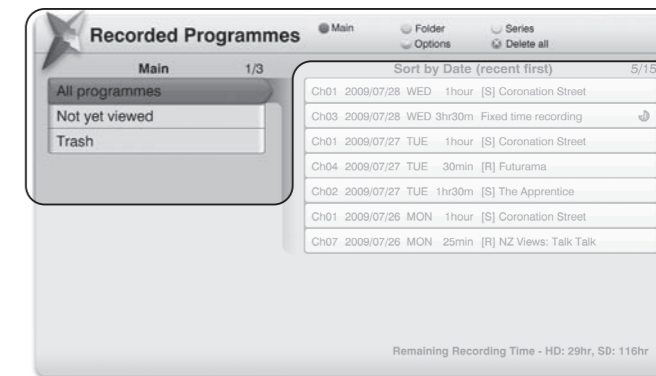 Recorded Programmes
Main
Folder
Series
Options
Delete all
Main 1/3
All programmes
Not yet viewed
Trash
Sort by Date (recent first) 5/15
Ch01 2009/07/28 WED 1hour [S] Coronation Street
Ch03 2009/07/28 WED 3hr30m Fixed time recording
Ch01 2009/07/27 TUE 1hour [S] Coronation Street
Ch04 2009/07/27 TUE 30min [R] Futurama
Ch02 2009/07/27 TUE 1hr30m [S] The Apprentice
Ch01 2009/07/26 MON 1hour [S] Coronation Street
Ch07 2009/07/26 MON 25min [R] NZ Views: Talk Talk
Remaining Recording Time - HD: 29hr, SD: 116hr